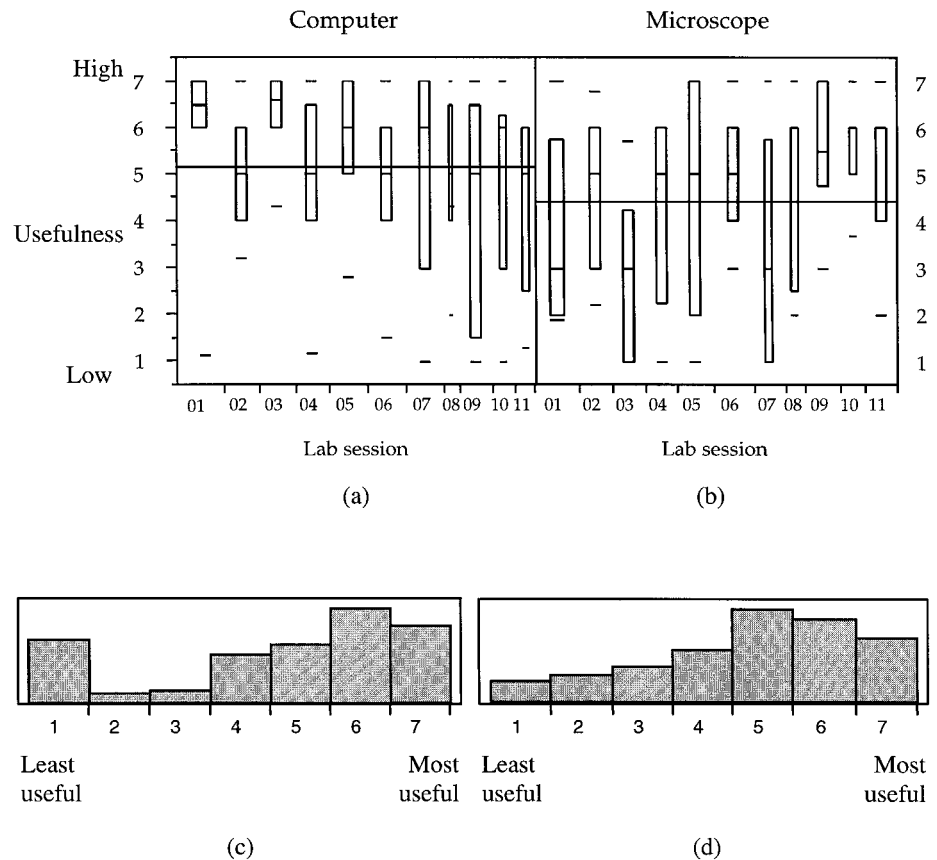 Computer Microscope
High 7 7
6 6
5 5
4 4
Usefulness
3 3
2 2
1 1
Low
01 02 03 04 05 06 07 08 09 10 11 01 02 03 04 05 06 07 08 09 10 11
Lab session Lab session
(a) (b)
1 2 3 4 5 6 7 1 2 3 4 5 6 7
Least Most Least Most
useful useful useful useful
(c) (d)